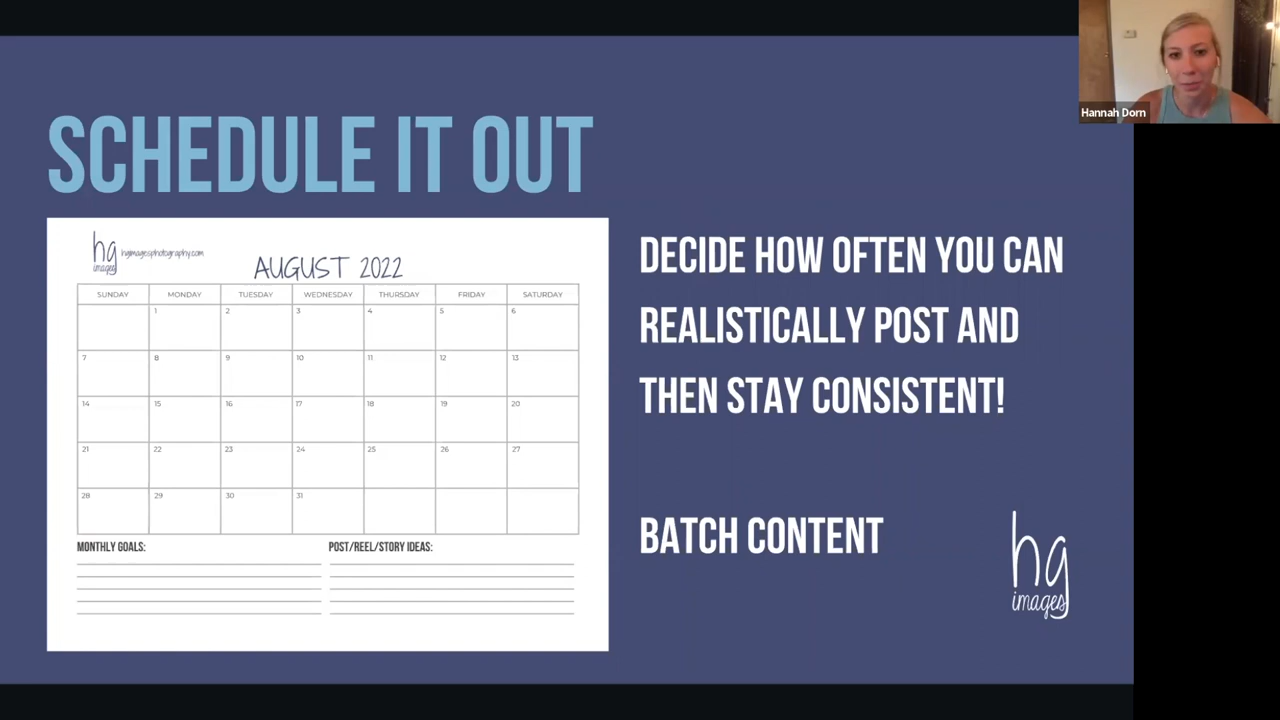 Hannah Dorn
SCHEDULE IT OUT
hg
images
hgimagesphotography.com
AUGUST 2022
SUNDAY MONDAY TUESDAY WEDNESDAY THURSDAY FRIDAY SATURDAY
1 2 3 4 5 6
7 8 9 10 11 12 13
14 15 16 17 18 19 20
21 22 23 24 25 26 27
28 29 30 31
MONTHLY GOALS: POST/REEL/STORY IDEAS:
DECIDE HOW OFTEN YOU CAN
REALISTICALLY POST AND
THEN STAY CONSISTENT!
BATCH CONTENT
hg
images